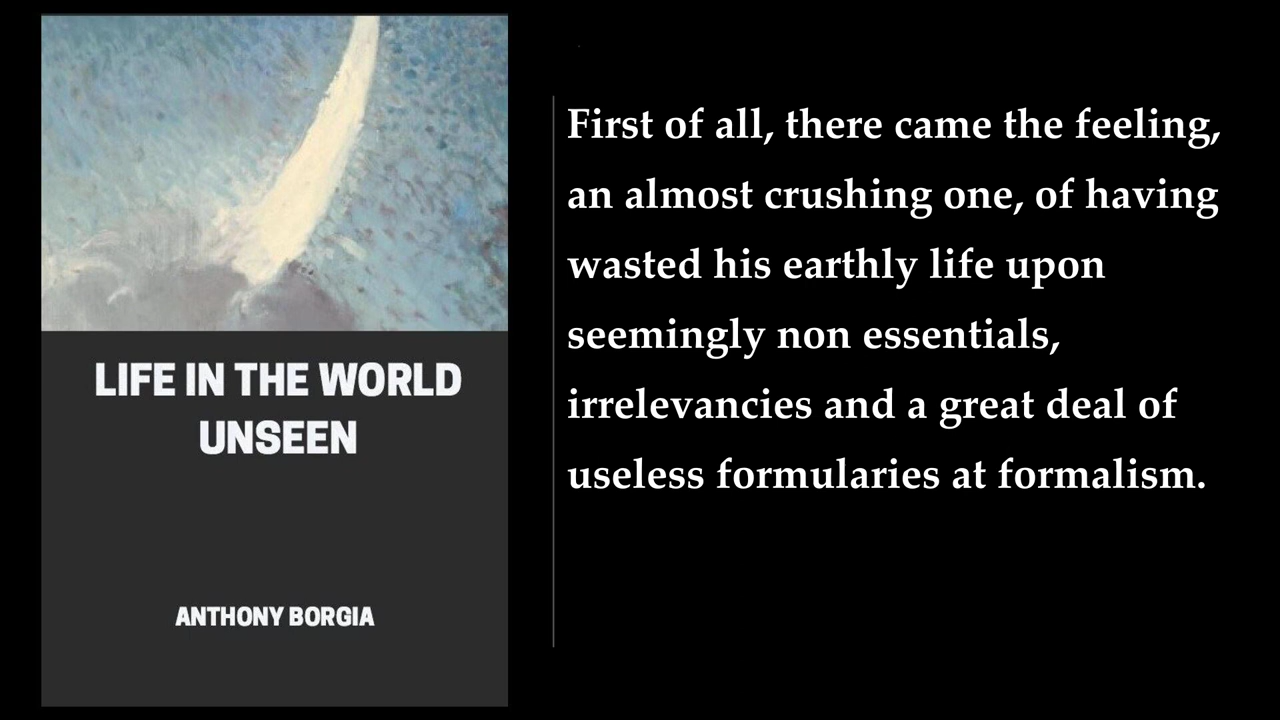 LIFE IN THE WORLD
UNSEEN
ANTHONY BORGIA
First of all, there came the feeling,
an almost crushing one, of having
wasted his earthly life upon
seemingly non essentials,
irrelevancies and a great deal of
useless formularies at formalism.